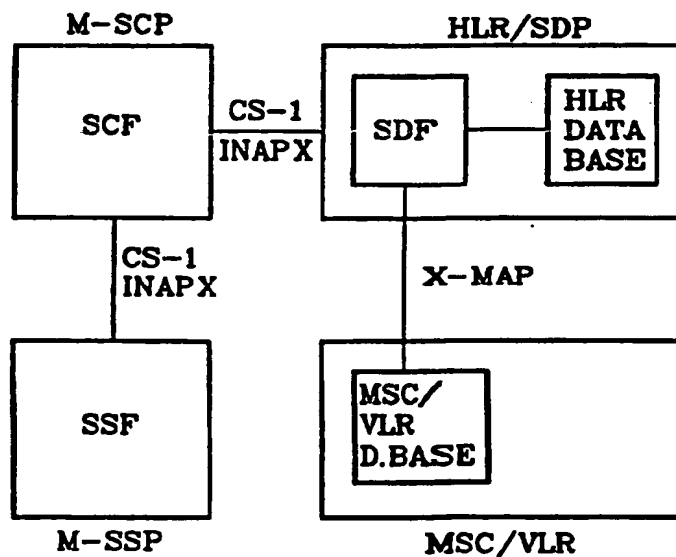 M-SCP
HLR/SDP
SCF
CS-1
INAPX
SDF
HLR
DATA
BASE
CS-1
INAPX
X-MAP
SSF
MSC/
VLR
D.BASE
M-SSP
MSC/VLR